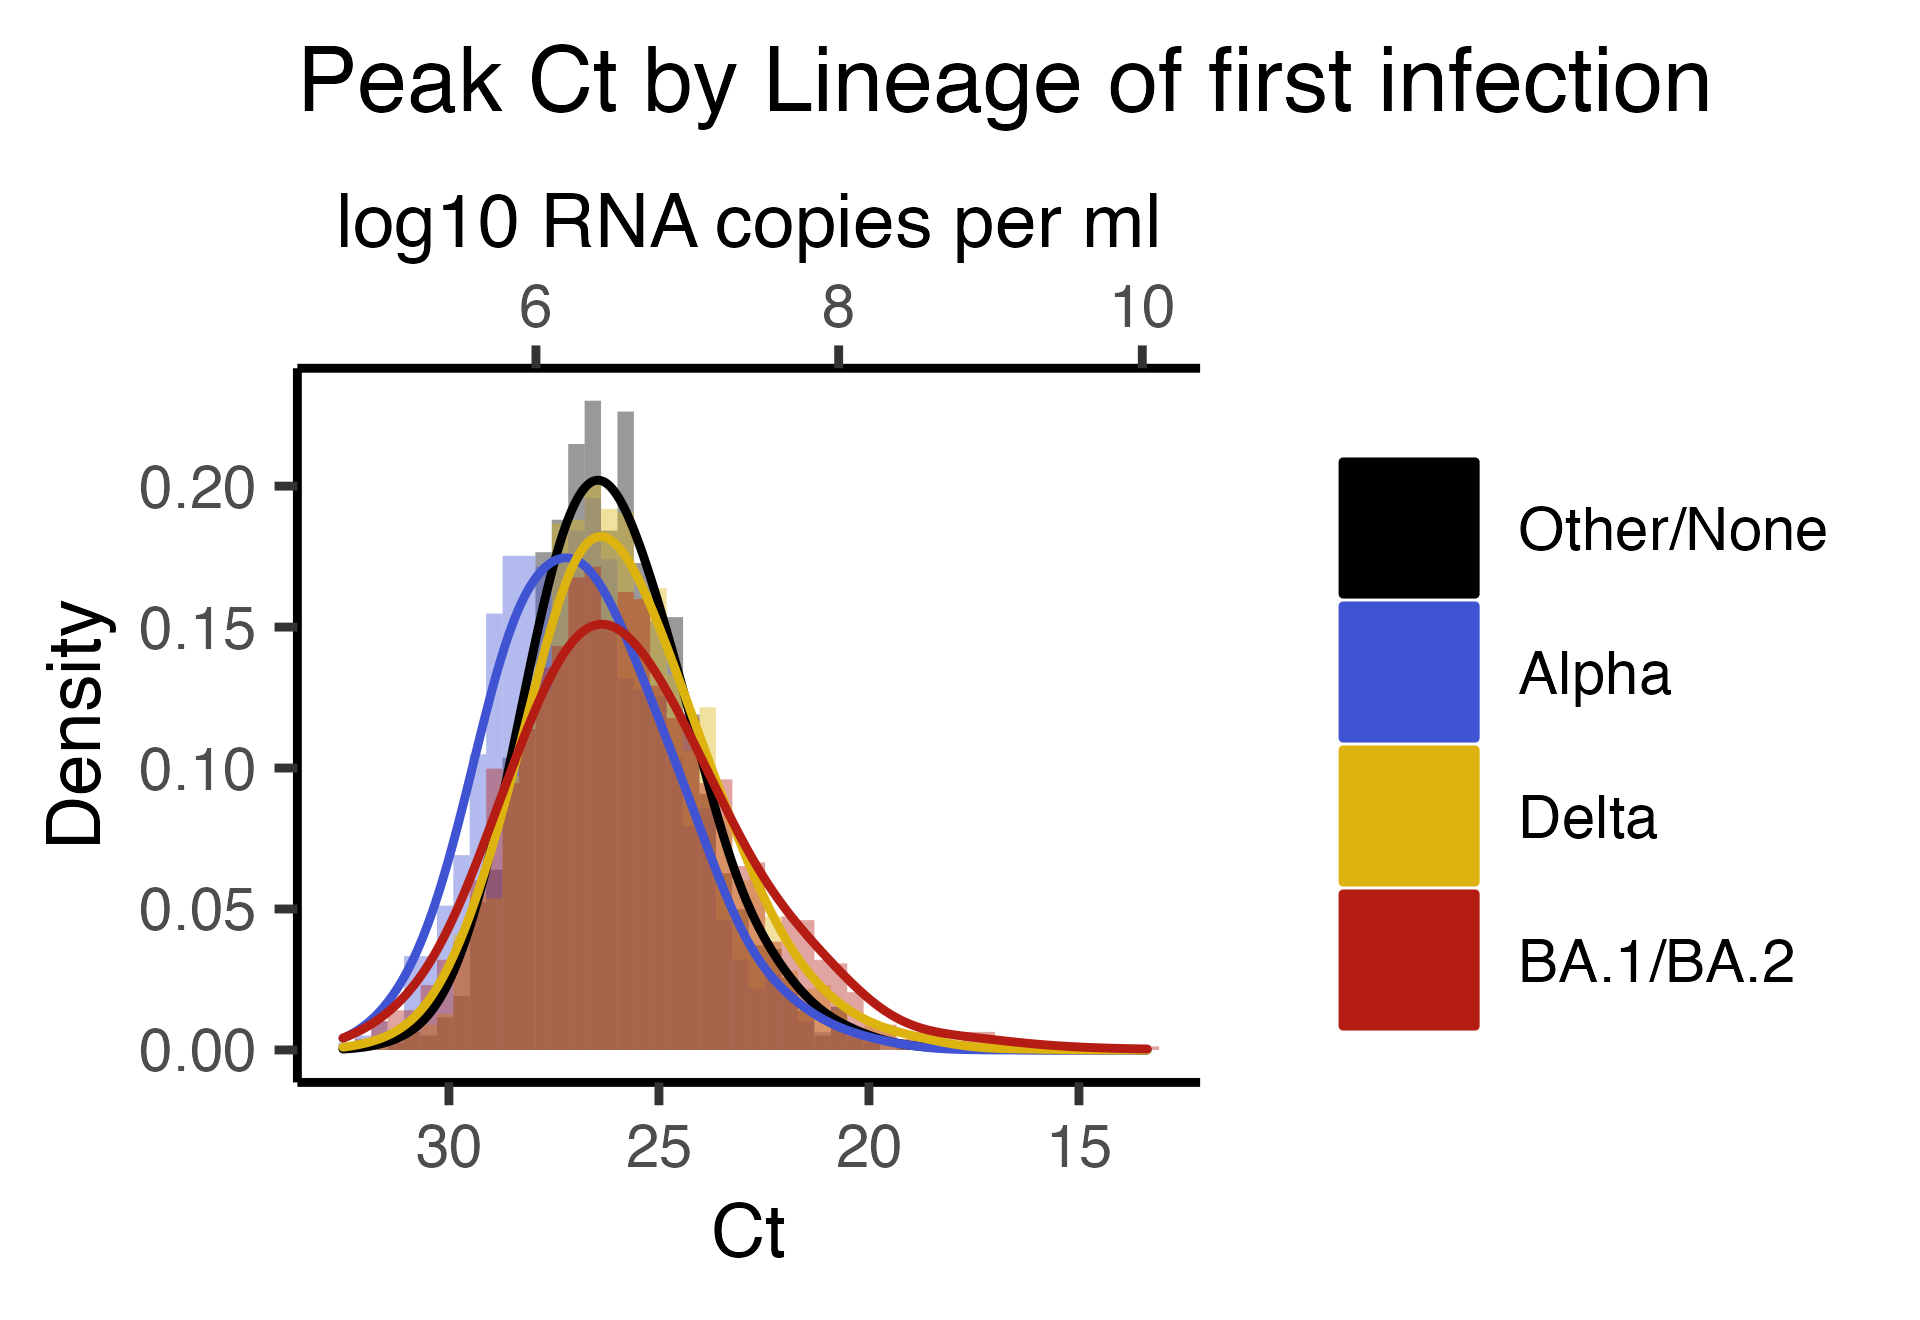 Peak Ct by Lineage of first infection
log10 RNA copies per ml
6 8 10
Density
0.20
0.15
0.10
0.05
0.00
30 25 20 15
Ct
Other/None
Alpha
Delta
BA.1/BA.2